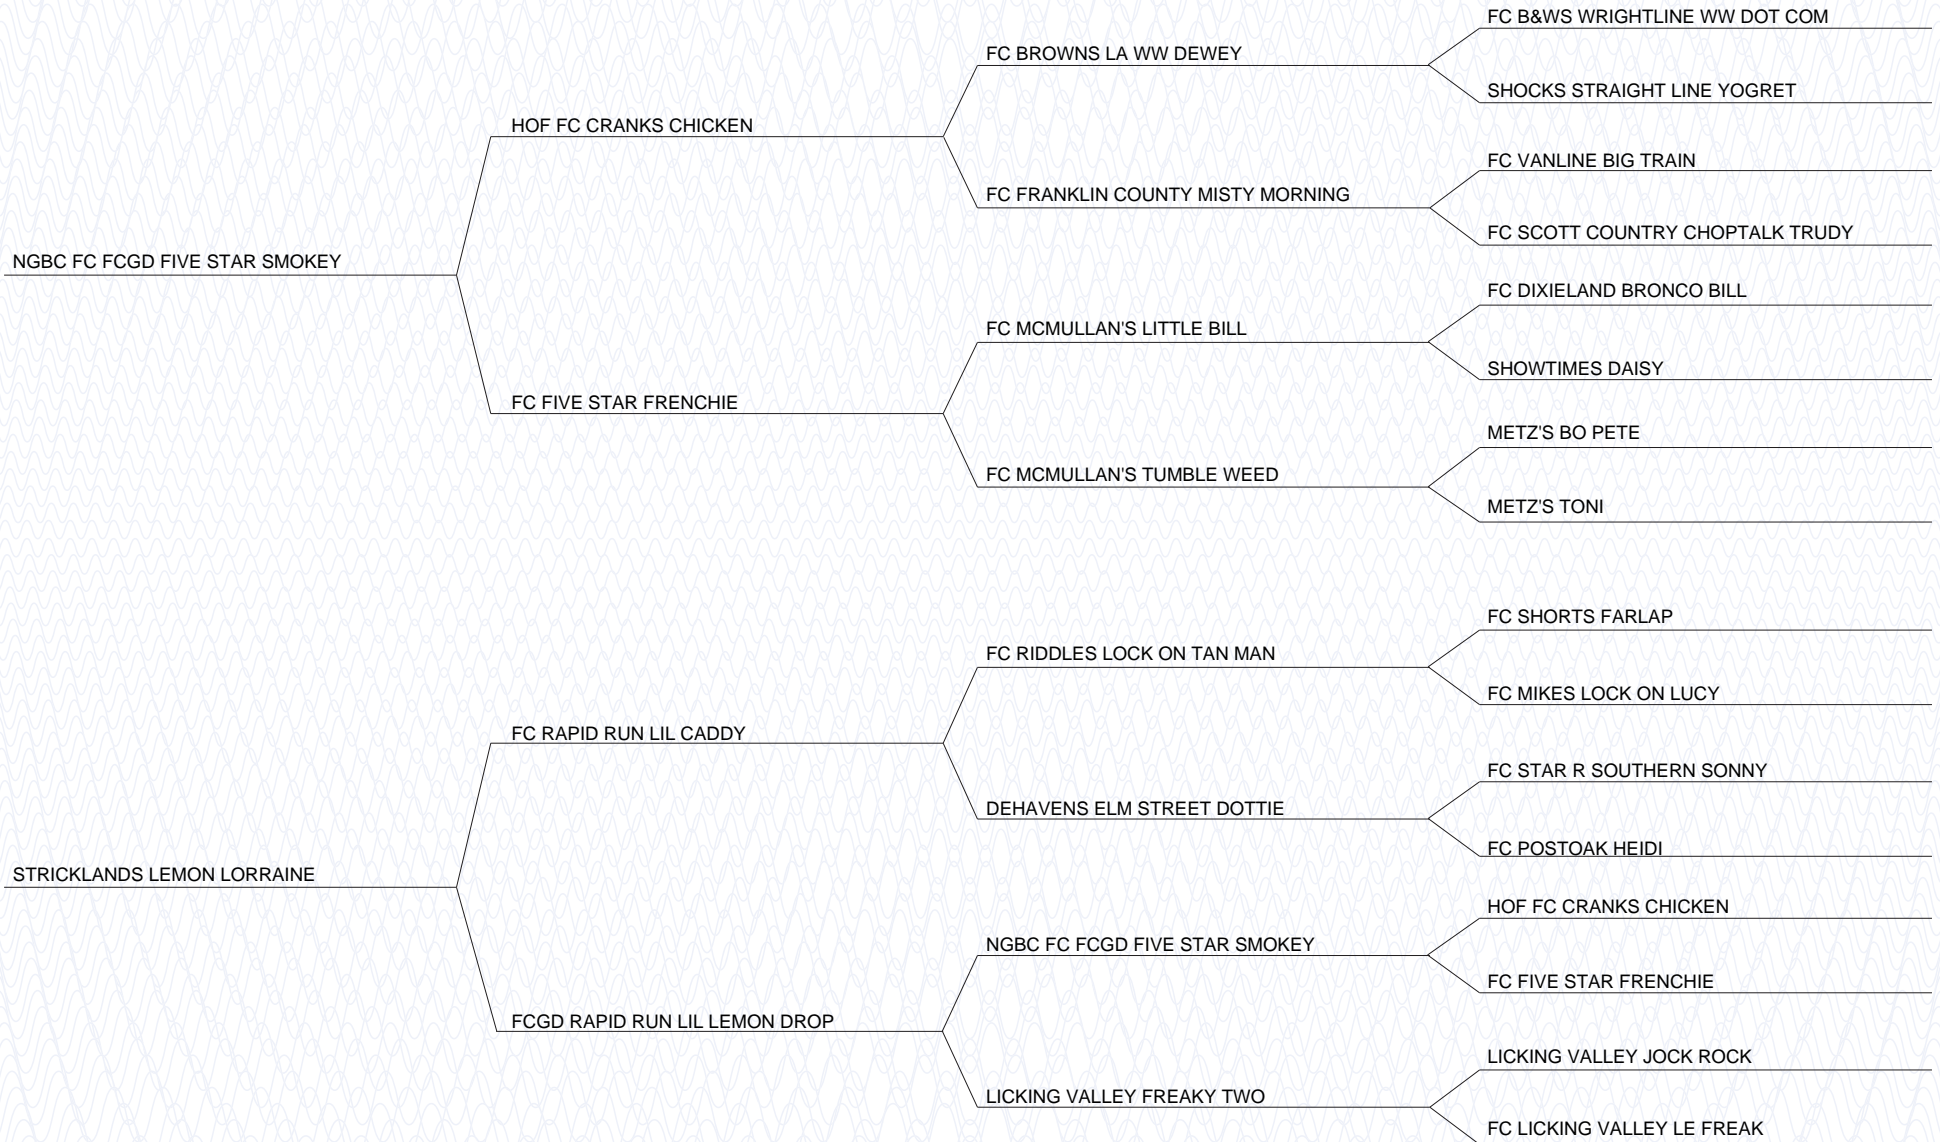 FC B&WS WRIGHTLINE WW DOT COM
FC BROWNS LA WW DEWEY
SHOCKS STRAIGHT LINE YOGRET
HOF FC CRANKS CHICKEN
FC VANLINE BIG TRAIN
FC FRANKLIN COUNTY MISTY MORNING
FC SCOTT COUNTRY CHOPTALK TRUDY
NGBC FC FCGD FIVE STAR SMOKEY
FC DIXIELAND BRONCO BILL
FC MCMULLAN'S LITTLE BILL
SHOWTIMES DAISY
FC FIVE STAR FRENCHIE
METZ'S BO PETE
FC MCMULLAN'S TUMBLE WEED
METZ'S TONI
FC SHORTS FARLAP
FC RIDDLES LOCK ON TAN MAN
FC MIKES LOCK ON LUCY
FC RAPID RUN LIL CADDY
FC STAR R SOUTHERN SONNY
DEHAVENS ELM STREET DOTTIE
FC POSTOAK HEIDI
STRICKLANDS LEMON LORRAINE
HOF FC CRANKS CHICKEN
NGBC FC FCGD FIVE STAR SMOKEY
FC FIVE STAR FRENCHIE
FCGD RAPID RUN LIL LEMON DROP
LICKING VALLEY JOCK ROCK
LICKING VALLEY FREAKY TWO
FC LICKING VALLEY LE FREAK